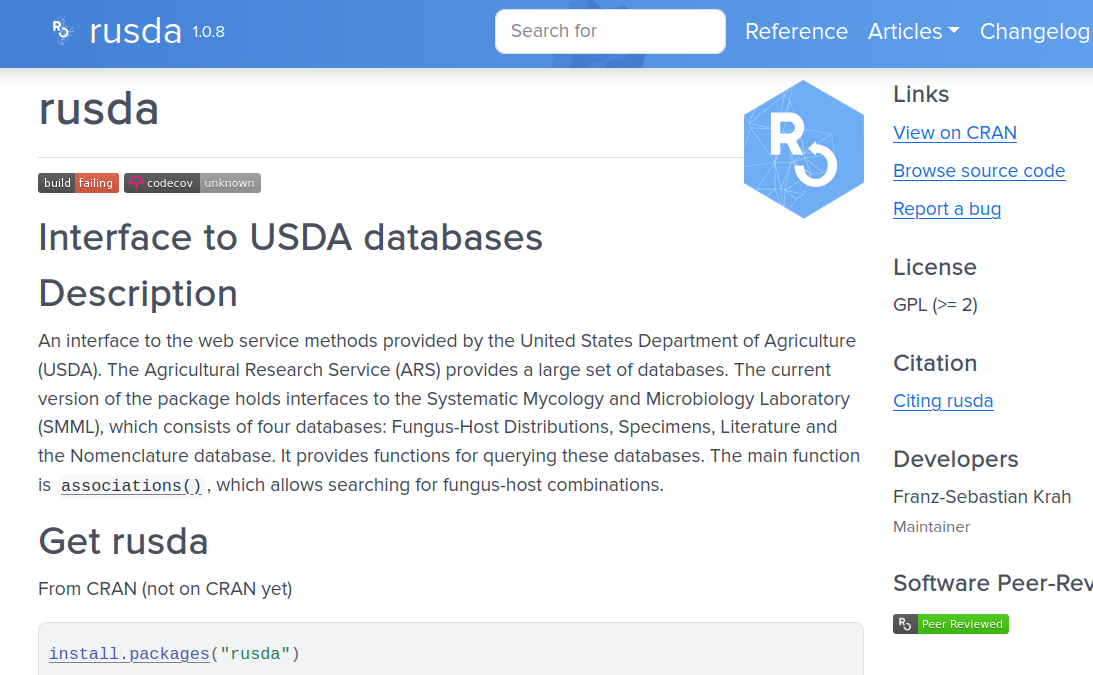 rusda 1.0.8
Search for
Reference Articles Changelog
rusda
build failing codecov unknown
Interface to USDA databases
Description
An interface to the web service methods provided by the United States Department of Agriculture
(USDA). The Agricultural Research Service (ARS) provides a large set of databases. The current
version of the package holds interfaces to the Systematic Mycology and Microbiology Laboratory
(SMML), which consists of four databases: Fungus-Host Distributions, Specimens, Literature and
the Nomenclature database. It provides functions for querying these databases. The main function
is associations(), which allows searching for fungus-host combinations.
Get rusda
From CRAN (not on CRAN yet)
install.packages("rusda")
Links
View on CRAN
Browse source code
Report a bug
License
GPL (>= 2)
Citation
Citing rusda
Developers
Franz-Sebastian Krah
Maintainer
Software Peer-Rev
Peer Reviewed